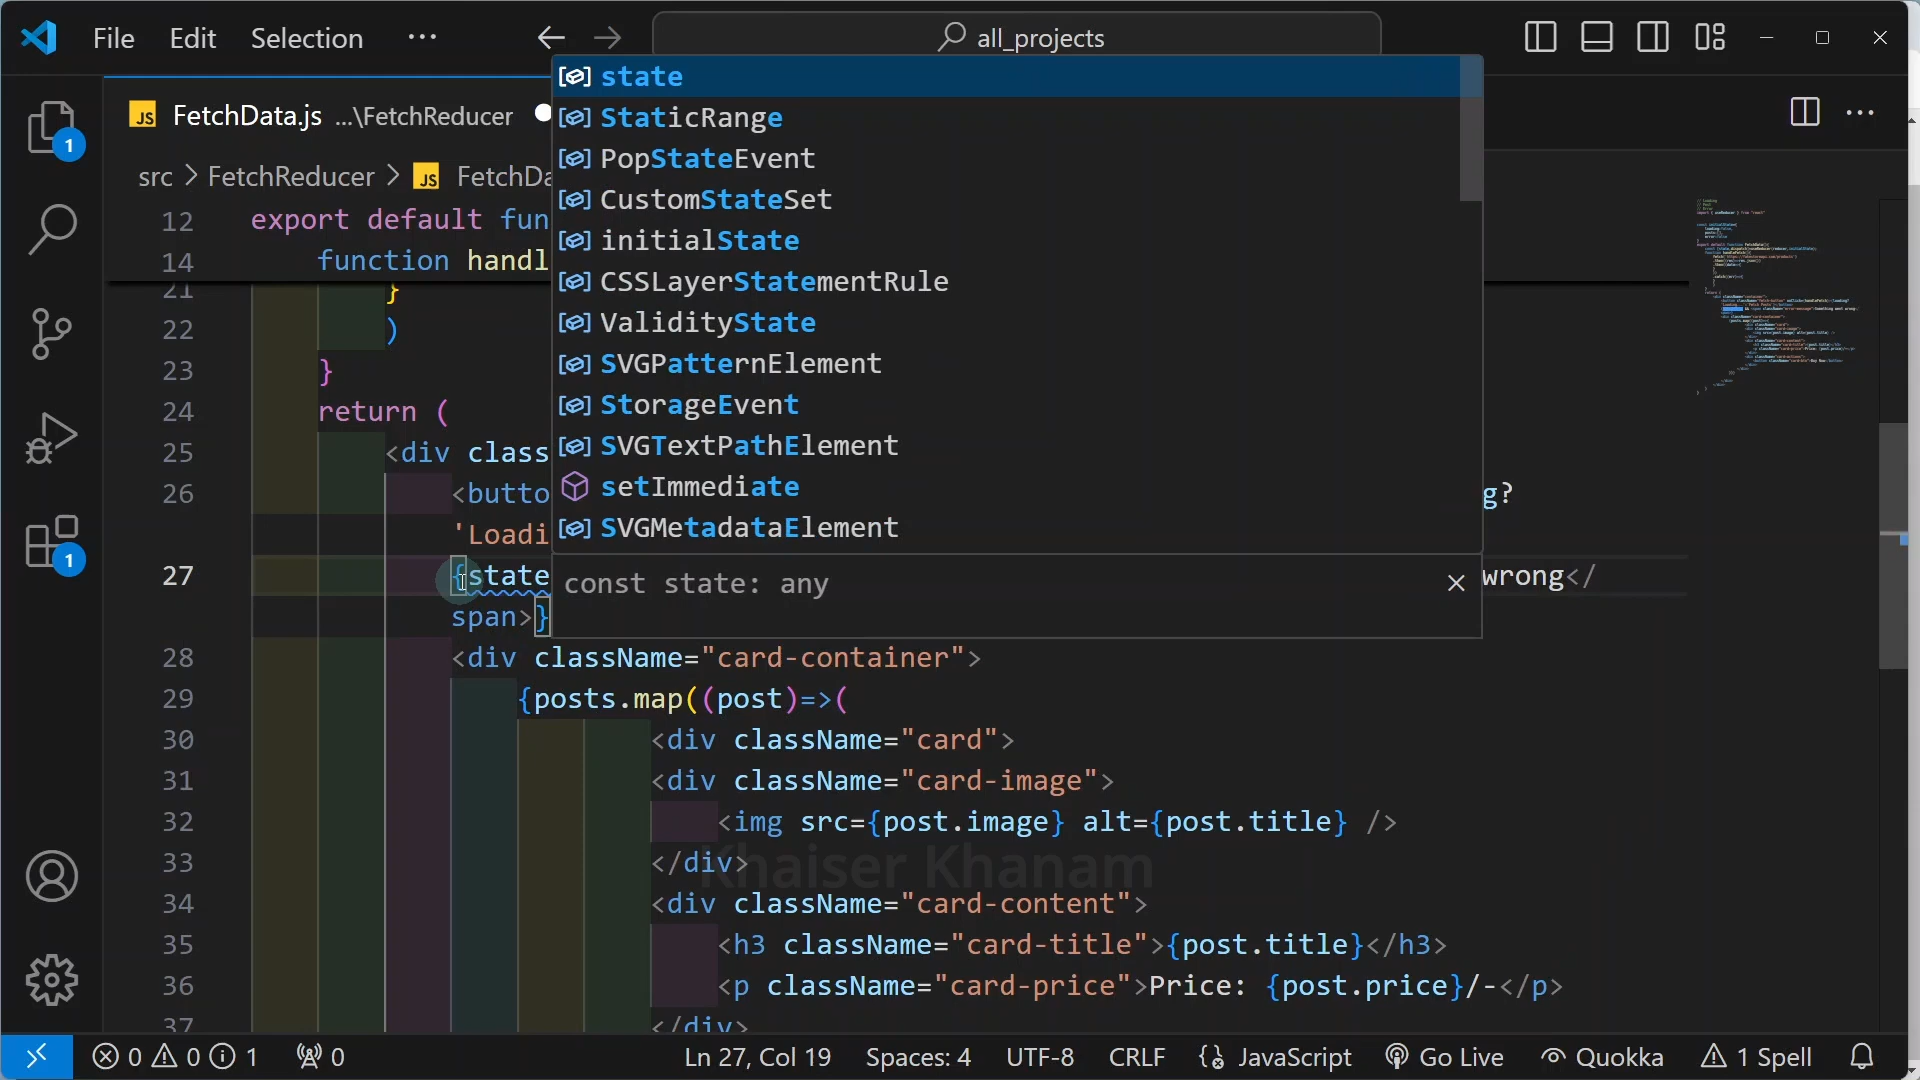 File Edit Selection ··· all_projects
FetchData.js ...\FetchReducer
src > FetchReducer > JS FetchDa
12 export default fun
14 function handl
21 }
22 )
23 }
24 return (
25 <div class
26 <butto g?
'Loadi
27 {state wrong</
span>}
28 <div className="card-container">
29 {posts.map((post)=>(
30 <div className="card">
31 <div className="card-image">
32 <img src={post.image} alt={post.title} />
33 </div>
34 <div className="card-content">
35 <h3 className="card-title">{post.title}</h3>
36 <p className="card-price">Price: {post.price}/-</p>
37 </div>
state
StaticRange
PopStateEvent
CustomStateSet
initialState
CSSLayerStatementRule
ValidityState
SVGPatternElement
StorageEvent
SVGTextPathElement
setImmediate
SVGMetadataElement
const state: any
1
1
Khaiser Khanam
0 0 1 0 Ln 27, Col 19 Spaces: 4 UTF-8 CRLF JavaScript Go Live Quokka 1 Spell